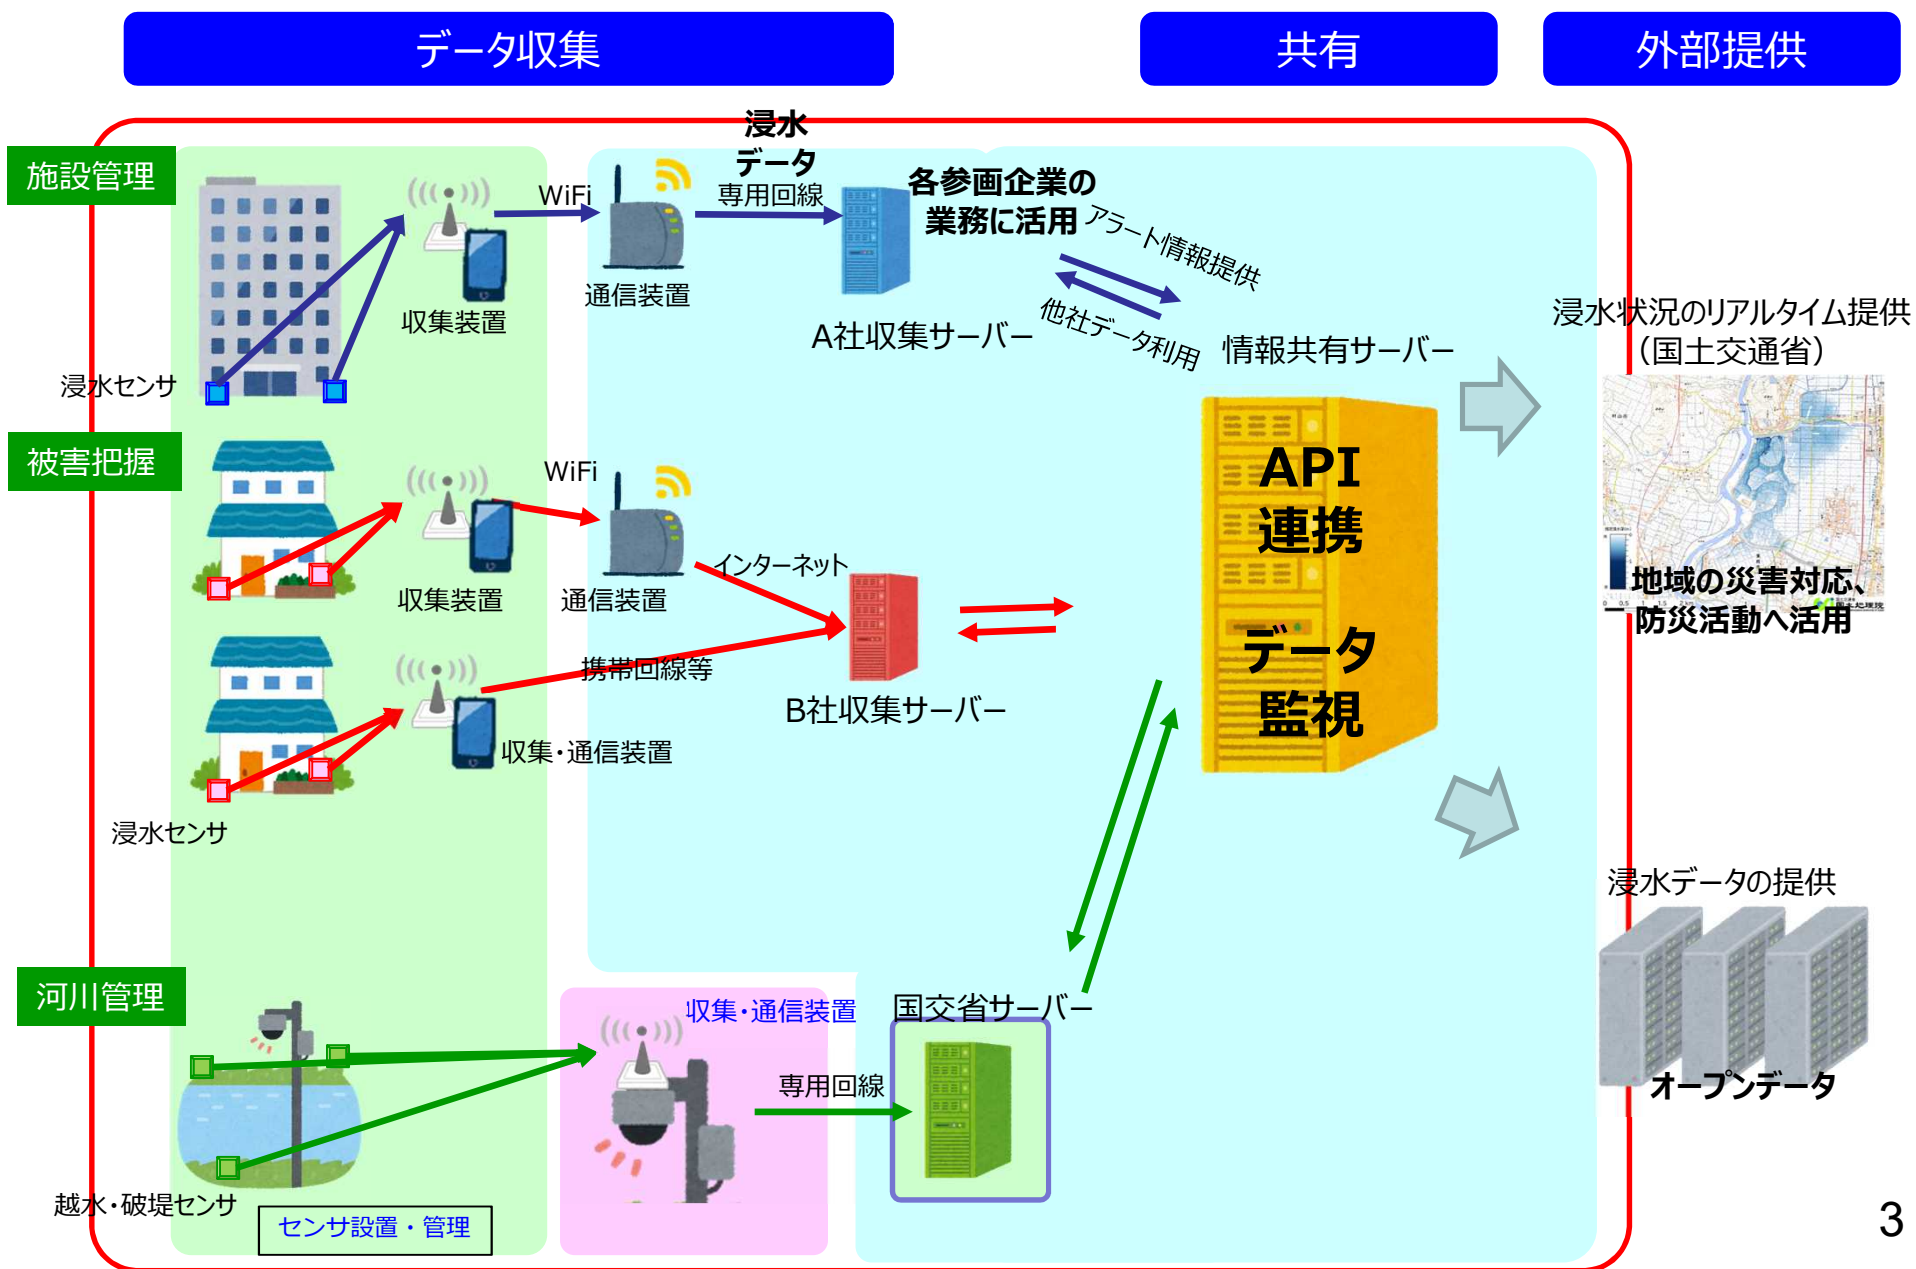 データ収集
共有
外部提供
施設管理
浸水
データ
WiFi
専用回線
各参画企業の
業務に活用
アラート情報提供
他社データ利用
収集装置
通信装置
A社収集サーバー
情報共有サーバー
浸水センサ
浸水状況のリアルタイム提供
（国土交通省）
被害把握
WiFi
API
連携
データ
監視
インターネット
収集装置
通信装置
地域の災害対応、
防災活動へ活用
携帯回線等
B社収集サーバー
収集・通信装置
浸水センサ
浸水データの提供
オープンデータ
河川管理
収集・通信装置
国交省サーバー
専用回線
越水・破堤センサ
センサ設置・管理
3